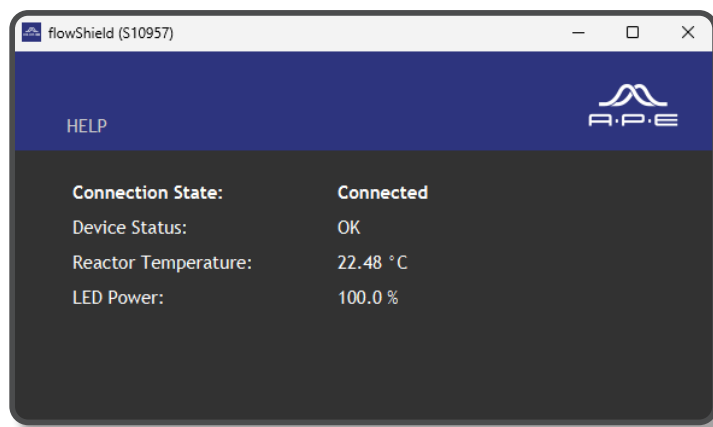 flowShield (S10957)
A.P.E
HELP
Connection State: Connected
Device Status: OK
Reactor Temperature: 22.48 °C
LED Power: 100.0 %